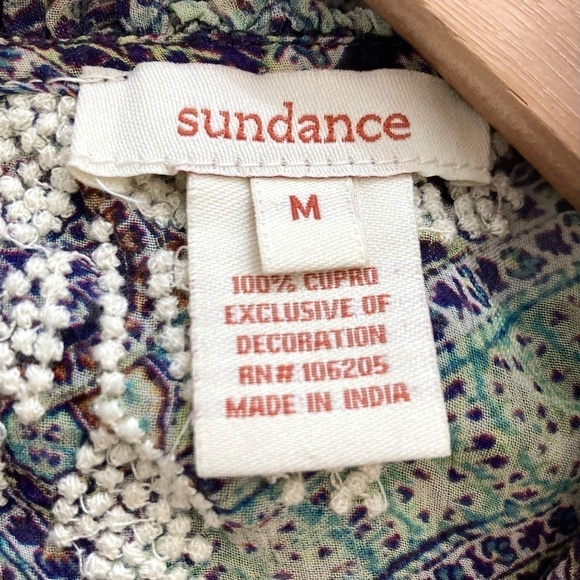 sundance
M
100% CUPRO
EXCLUSIVE OF
DECORATION
RN# 106205
MADE IN INDIA